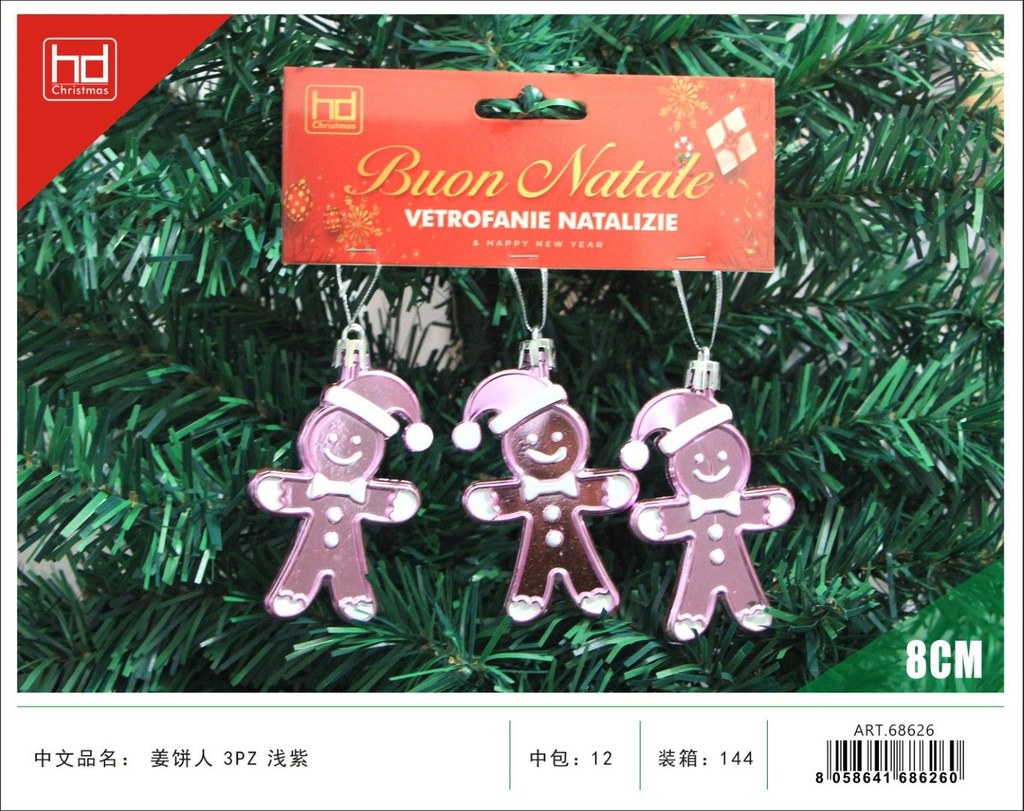 hd
Christmas
hd
Christmas
Buon Natale
VETROFANIE NATALIZIE
& HAPPY NEW YEAR
8CM
中文品名： 姜饼人 3PZ 浅紫
中包：12
装箱：144
ART.68626
8 058641 686260